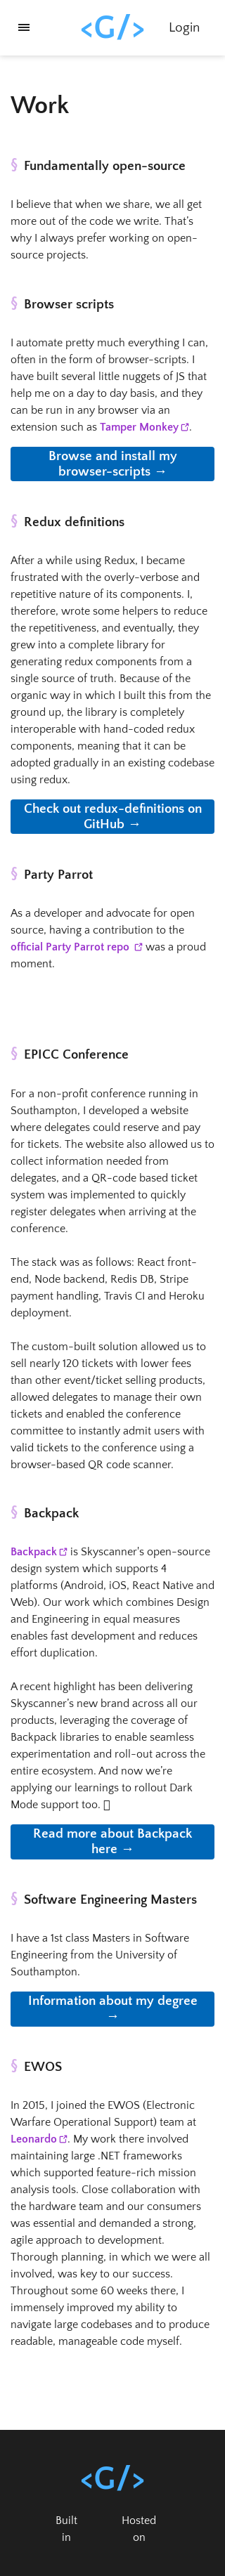 <G/>
Login
Work
§ Fundamentally open-source
I believe that when we share, we all get
more out of the code we write. That's
why I always prefer working on open-
source projects.
§ Browser scripts
I automate pretty much everything I can,
often in the form of browser-scripts. I
have built several little nuggets of JS that
help me on a day to day basis, and they
can be run in any browser via an
extension such as Tamper Monkey.
Browse and install my
browser-scripts →
§ Redux definitions
After a while using Redux, I became
frustrated with the overly-verbose and
repetitive nature of its components. I,
therefore, wrote some helpers to reduce
the repetitiveness, and eventually, they
grew into a complete library for
generating redux components from a
single source of truth. Because of the
organic way in which I built this from the
ground up, the library is completely
interoperable with hand-coded redux
components, meaning that it can be
adopted gradually in an existing codebase
using redux.
Check out redux-definitions on
GitHub →
§ Party Parrot
As a developer and advocate for open
source, having a contribution to the
official Party Parrot repo was a proud
moment.
§ EPICC Conference
For a non-profit conference running in
Southampton, I developed a website
where delegates could reserve and pay
for tickets. The website also allowed us to
collect information needed from
delegates, and a QR-code based ticket
system was implemented to quickly
register delegates when arriving at the
conference.
The stack was as follows: React front-
end, Node backend, Redis DB, Stripe
payment handling, Travis CI and Heroku
deployment.
The custom-built solution allowed us to
sell nearly 120 tickets with lower fees
than other event/ticket selling products,
allowed delegates to manage their own
tickets and enabled the conference
committee to instantly admit users with
valid tickets to the conference using a
browser-based QR code scanner.
§ Backpack
Backpack is Skyscanner's open-source
design system which supports 4
platforms (Android, iOS, React Native and
Web). Our work which combines Design
and Engineering in equal measures
enables fast development and reduces
effort duplication.
A recent highlight has been delivering
Skyscanner's new brand across all our
products, leveraging the coverage of
Backpack libraries to enable seamless
experimentation and roll-out across the
entire ecosystem. And now we're
applying our learnings to rollout Dark
Mode support too.
Read more about Backpack
here →
§ Software Engineering Masters
I have a 1st class Masters in Software
Engineering from the University of
Southampton.
Information about my degree
→
§ EWOS
In 2015, I joined the EWOS (Electronic
Warfare Operational Support) team at
Leonardo. My work there involved
maintaining large .NET frameworks
which supported feature-rich mission
analysis tools. Close collaboration with
the hardware team and our consumers
was essential and demanded a strong,
agile approach to development.
Thorough planning, in which we were all
involved, was key to our success.
Throughout some 60 weeks there, I
immensely improved my ability to
navigate large codebases and to produce
readable, manageable code myself.
<G/>
Built Hosted
in on